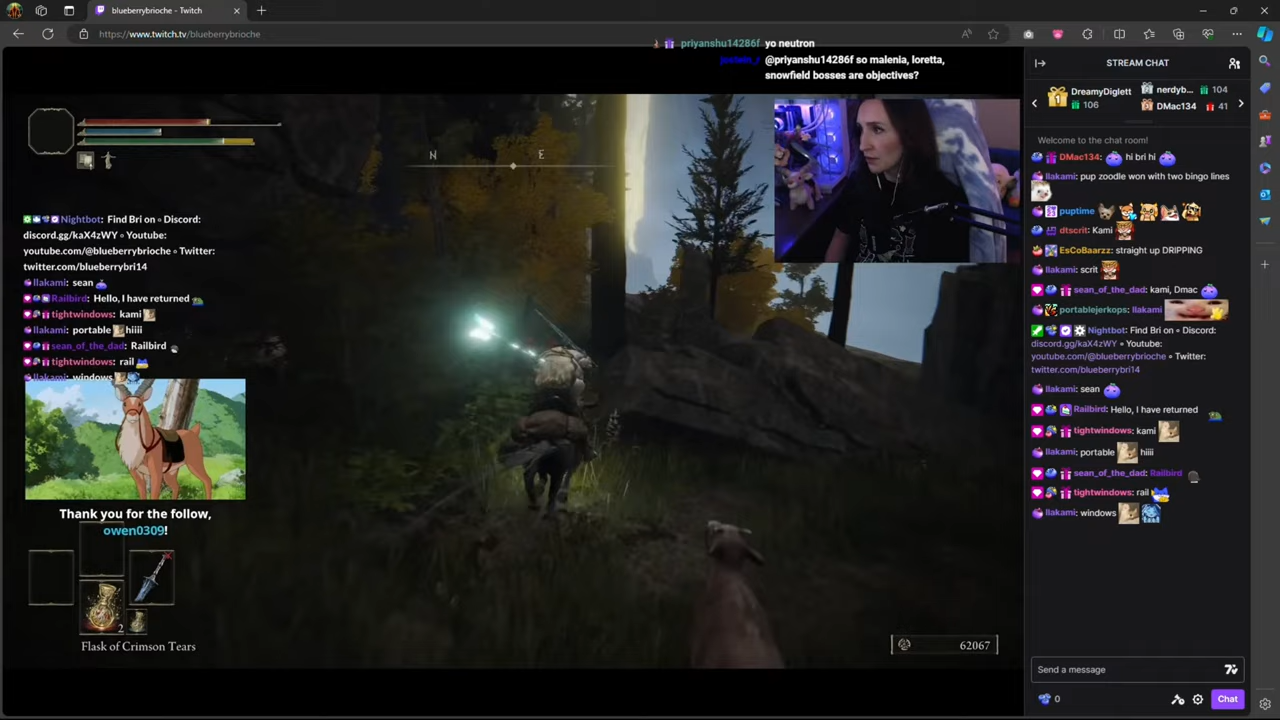 blueberrybrioche - Twitch
https://www.twitch.tv/blueberrybrioche
priyanshu14286f yo neutron
@priyanshu14286f so malenia, loretta,
snowfield bosses are objectives?
N
E
Nightbot: Find Bri on ∘ Discord:
discord.gg/kaX4zWY ∘ Youtube:
youtube.com/@blueberrybrioche ∘ Twitter:
twitter.com/blueberrybri14
llakami: sean
Railbird: Hello, I have returned
tightwindows: kami
llakami: portable hiiii
sean_of_the_dad: Railbird
tightwindows: rail
llakami: windows
Thank you for the follow,
owen0309!
2
Flask of Crimson Tears
62067
STREAM CHAT
1
DreamyDiglett
106
nerdyb... 104
DMac134 41
Welcome to the chat room!
DMac134: hi bri hi
llakami: pup zoodle won with two bingo lines
puptime
dtscrit: Kami
EsCoBaarzz: straight up DRIPPING
llakami: scrit
sean_of_the_dad: kami, Dmac
portablejerkops: llakami
Nightbot: Find Bri on ∘ Discord:
discord.gg/kaX4zWY ∘ Youtube:
youtube.com/@blueberrybrioche ∘ Twitter:
twitter.com/blueberrybri14
llakami: sean
Railbird: Hello, I have returned
tightwindows: kami
llakami: portable hiiii
sean_of_the_dad: Railbird
tightwindows: rail
llakami: windows
Send a message
0
Chat